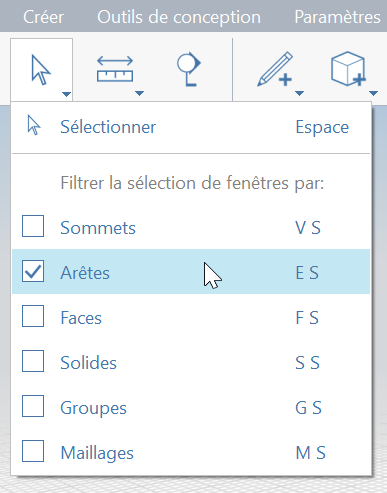 Créer Outils de conception Paramètres
Sélectionner Espace
Filtrer la sélection de fenêtres par:
Sommets V S
Arêtes E S
Faces F S
Solides S S
Groupes G S
Maillages M S